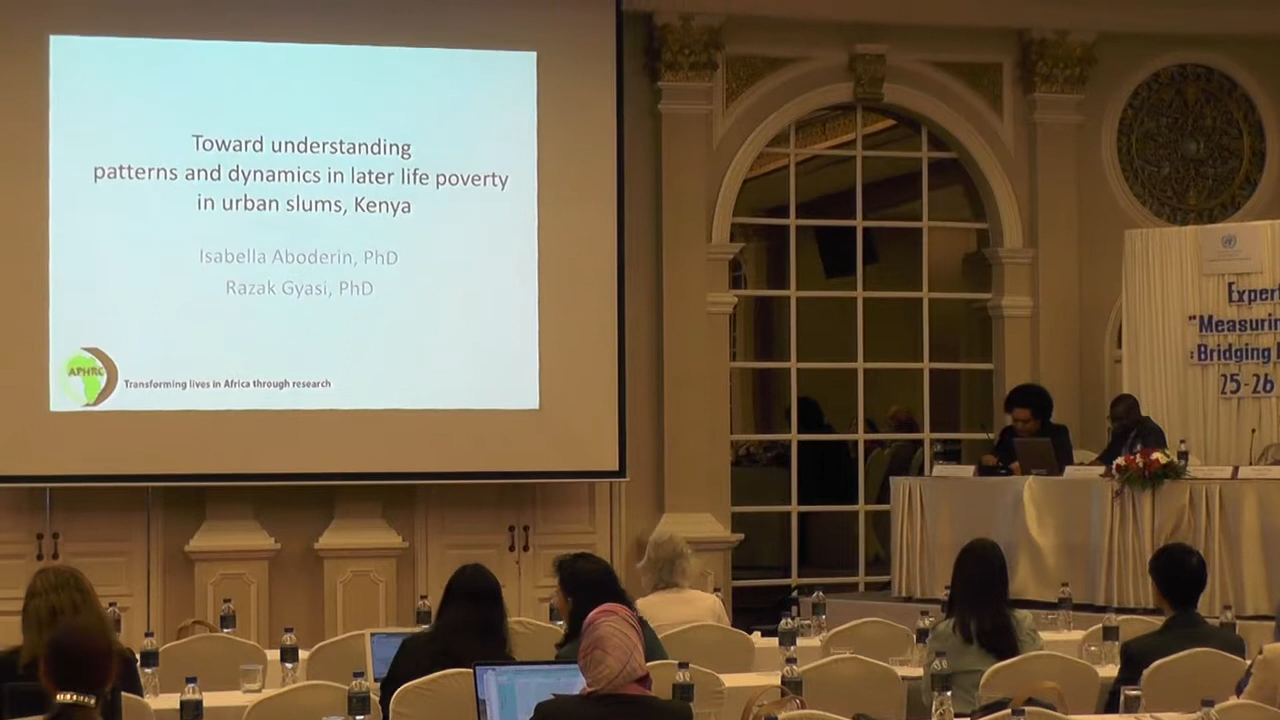 Toward understanding
patterns and dynamics in later life poverty
in urban slums, Kenya
Isabella Aboderin, PhD
Razak Gyasi, PhD
APHRC
Transforming lives in Africa through research
Expert
"Measurin
: Bridging
25-26